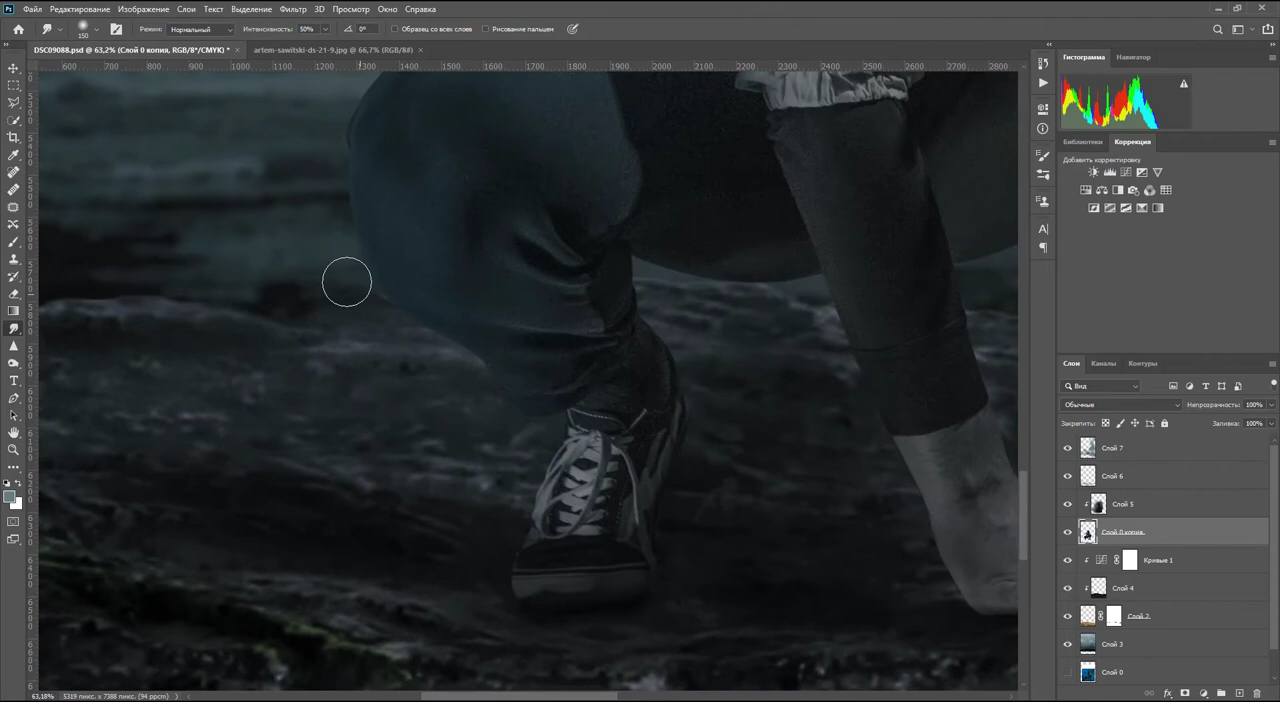 Файл Редактирование Изображение Слои Текст Выделение Фильтр 3D Просмотр Окно Справка
150 Режим: Нормальный Интенсивность: 50% 0° Образец со всех слоев Рисование пальцем
DSC09088.psd @ 63,2% (Слой 0 копия, RGB/8*/CMYK) * × artem-sawitski-ds-21-9.jpg @ 66,7% (RGB/8#) ×
600 700 800 900 1000 1100 1200 1300 1400 1500 1600 1700 1800 1900 2000 2100 2200 2300 2400 2500 2600 2700 2800
Гистограмма Навигатор
Библиотеки Коррекция
Добавить корректировку
Слои Каналы Контуры
Вид
Обычные Непрозрачность: 100%
Закрепить: Заливка: 100%
Слой 7
Слой 6
Слой 5
Слой 0 копия
Кривые 1
Слой 4
Слой 2
Слой 3
Слой 0
63,18% 5319 пикс. x 7388 пикс. (94 ppcm)